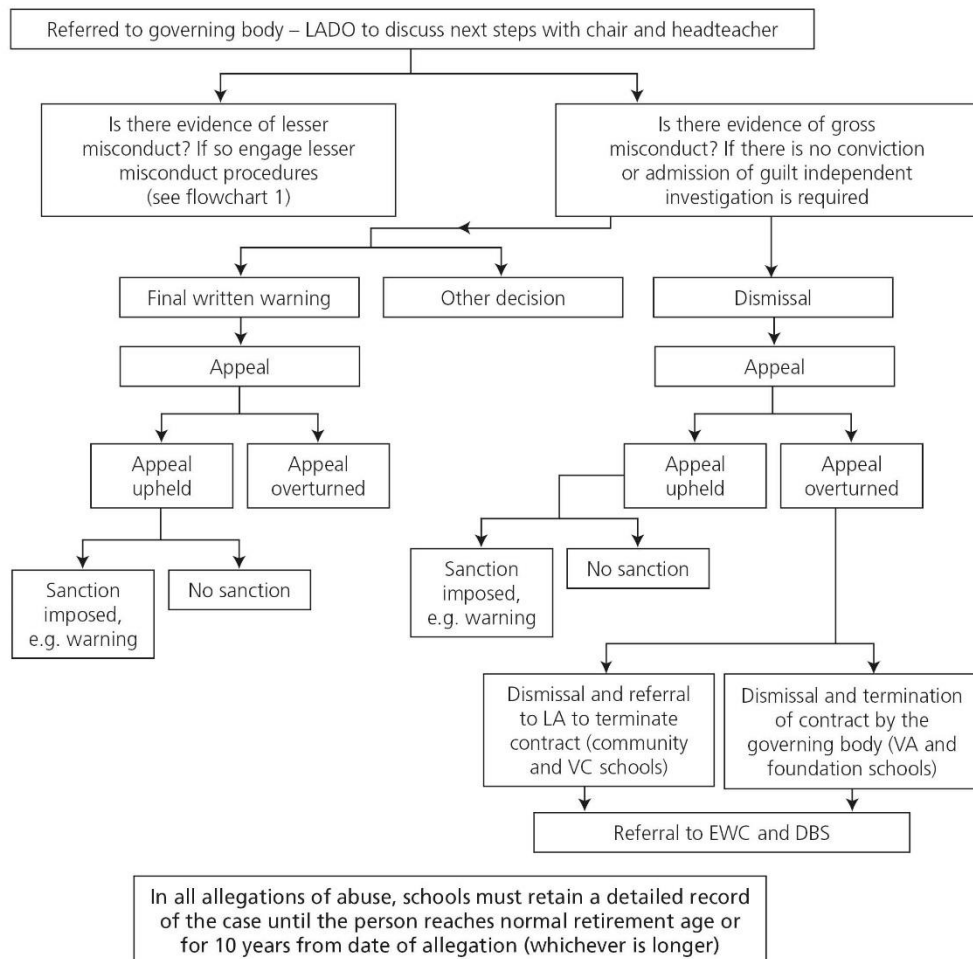 Referred to governing body – LADO to discuss next steps with chair and headteacher
Is there evidence of lesser
misconduct? If so engage lesser
misconduct procedures
(see flowchart 1)
Is there evidence of gross
misconduct? If there is no conviction
or admission of guilt independent
investigation is required
Final written warning
Other decision
Dismissal
Appeal
Appeal
Appeal
upheld
Appeal
overturned
Appeal
upheld
Appeal
overturned
Sanction
imposed,
e.g. warning
No sanction
Sanction
imposed,
e.g. warning
No sanction
Dismissal and referral
to LA to terminate
contract (community
and VC schools)
Dismissal and termination
of contract by the
governing body (VA and
foundation schools)
Referral to EWC and DBS
In all allegations of abuse, schools must retain a detailed record
of the case until the person reaches normal retirement age or
for 10 years from date of allegation (whichever is longer)